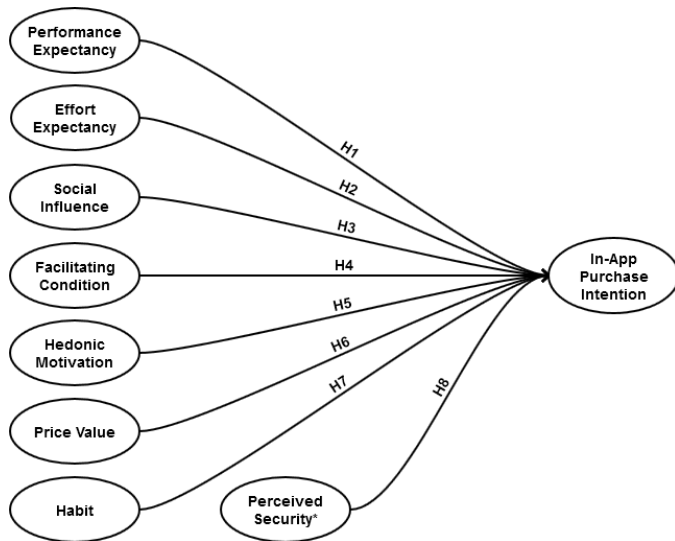 Performance
Expectancy
H1
Effort
Expectancy
H2
Social
Influence
H3
Facilitating
Condition
H4
In-App
Purchase
Intention
Hedonic
Motivation
H5
Price Value
H6
Habit
H7
Perceived
Security*
H8